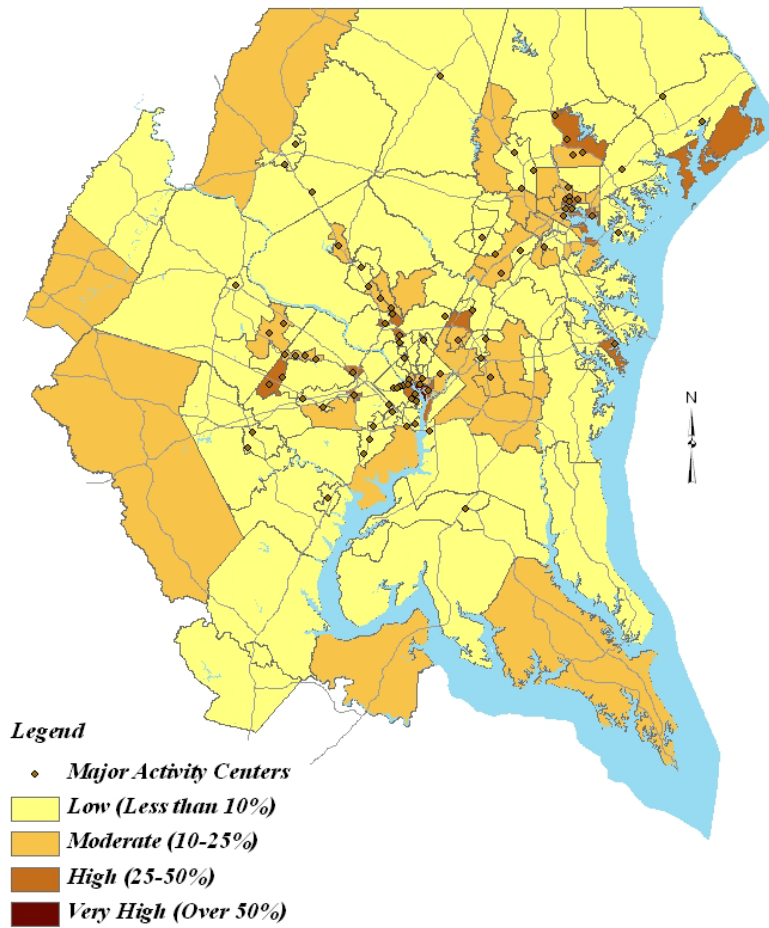 N
Legend
Major Activity Centers
Low (Less than 10%)
Moderate (10-25%)
High (25-50%)
Very High (Over 50%)